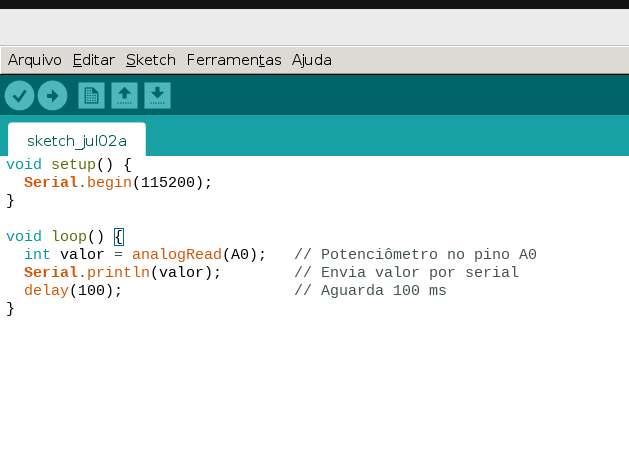 Arquivo Editar Sketch Ferramentas Ajuda
sketch_jul02a
void setup() {
  Serial.begin(115200);
}
void loop() {
  int valor = analogRead(A0);   // Potenciômetro no pino A0
  Serial.println(valor);        // Envia valor por serial
  delay(100);                   // Aguarda 100 ms
}